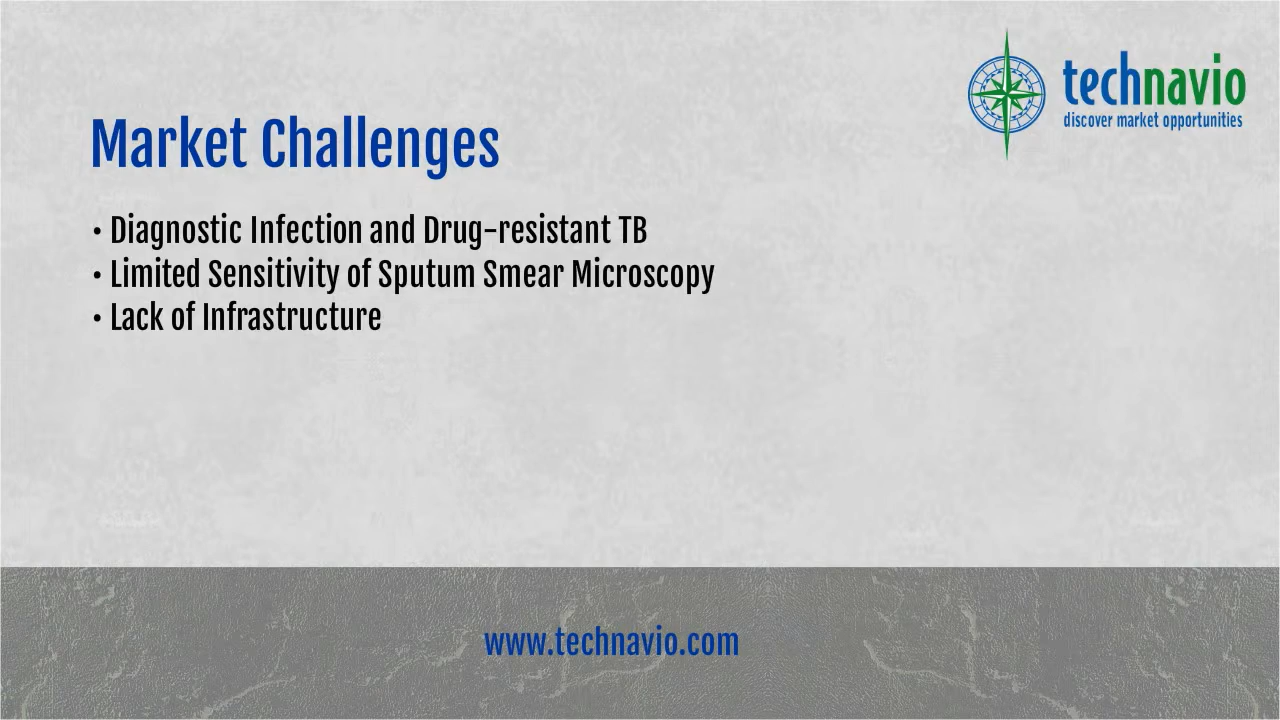 technavio
discover market opportunities
Market Challenges
• Diagnostic Infection and Drug-resistant TB
• Limited Sensitivity of Sputum Smear Microscopy
• Lack of Infrastructure
www.technavio.com